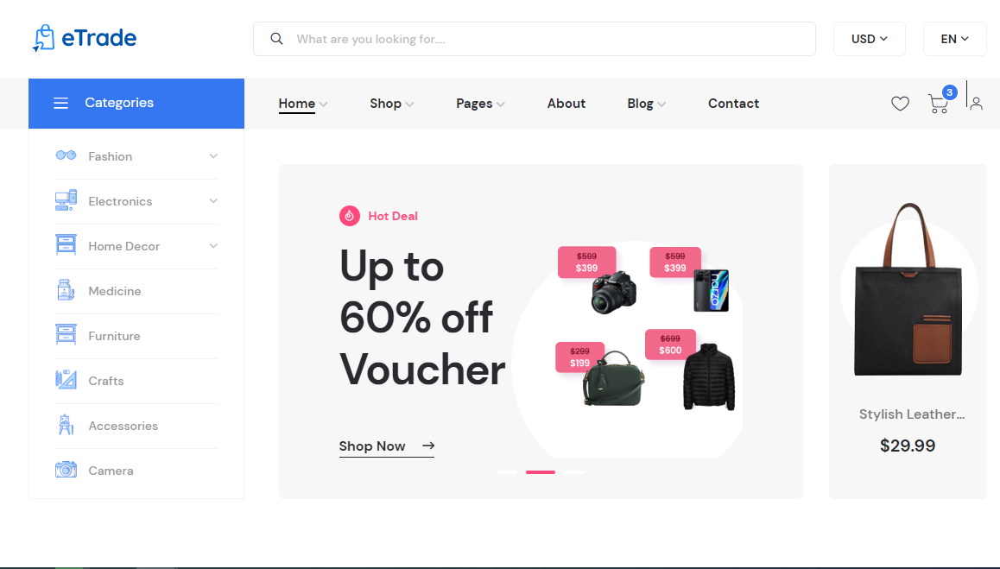 eTrade
What are you looking for....
USD
EN
Categories
Home
Shop
Pages
About
Blog
Contact
3
Fashion
Electronics
Home Decor
Medicine
Furniture
Crafts
Accessories
Camera
Hot Deal
Up to
60% off
Voucher
Shop Now
$599
$399
$599
$399
$299
$199
$699
$600
Stylish Leather...
$29.99